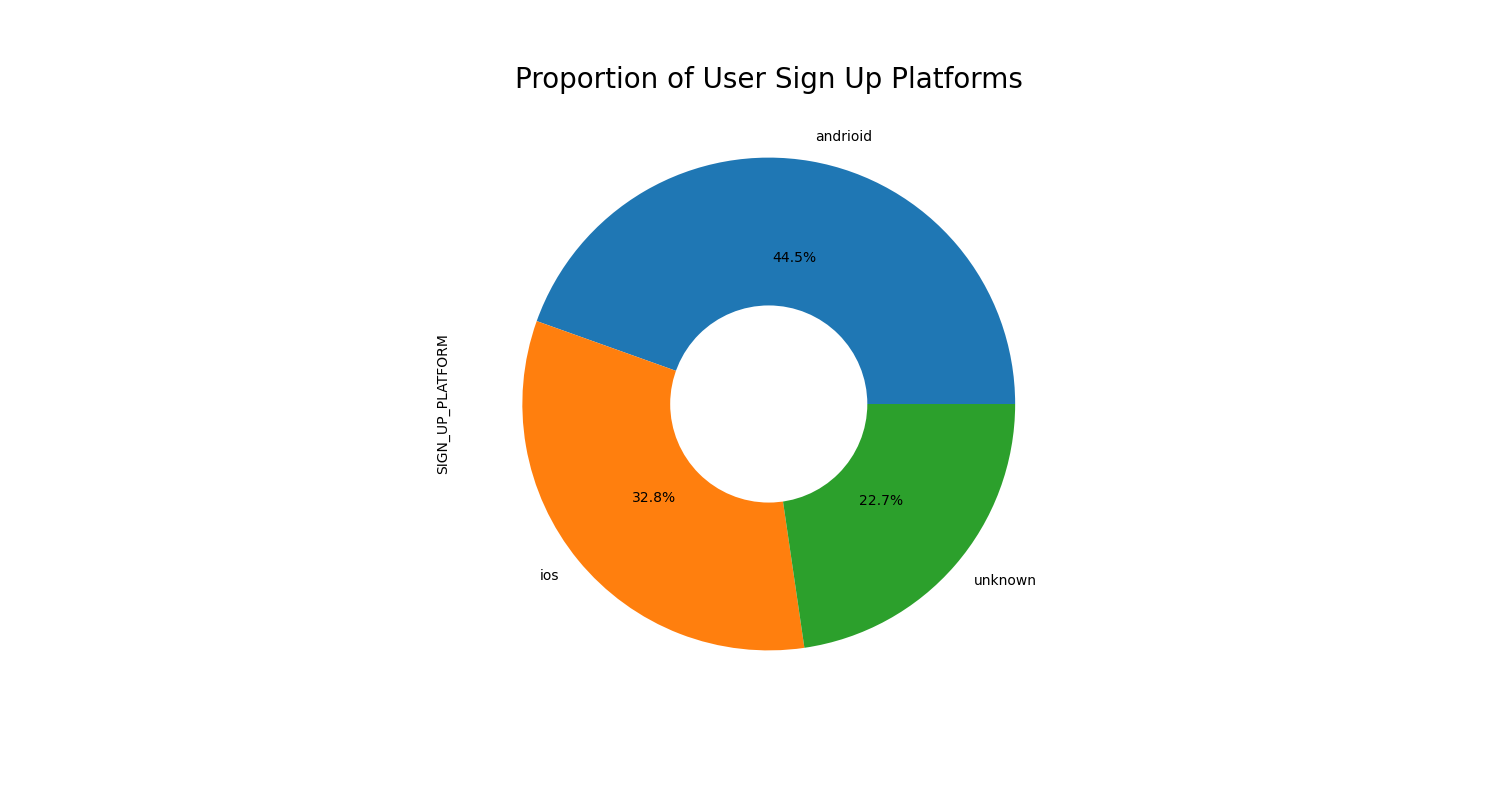 Proportion of User Sign Up Platforms
andrioid
44.5%
SIGN_UP_PLATFORM
32.8%
22.7%
ios
unknown